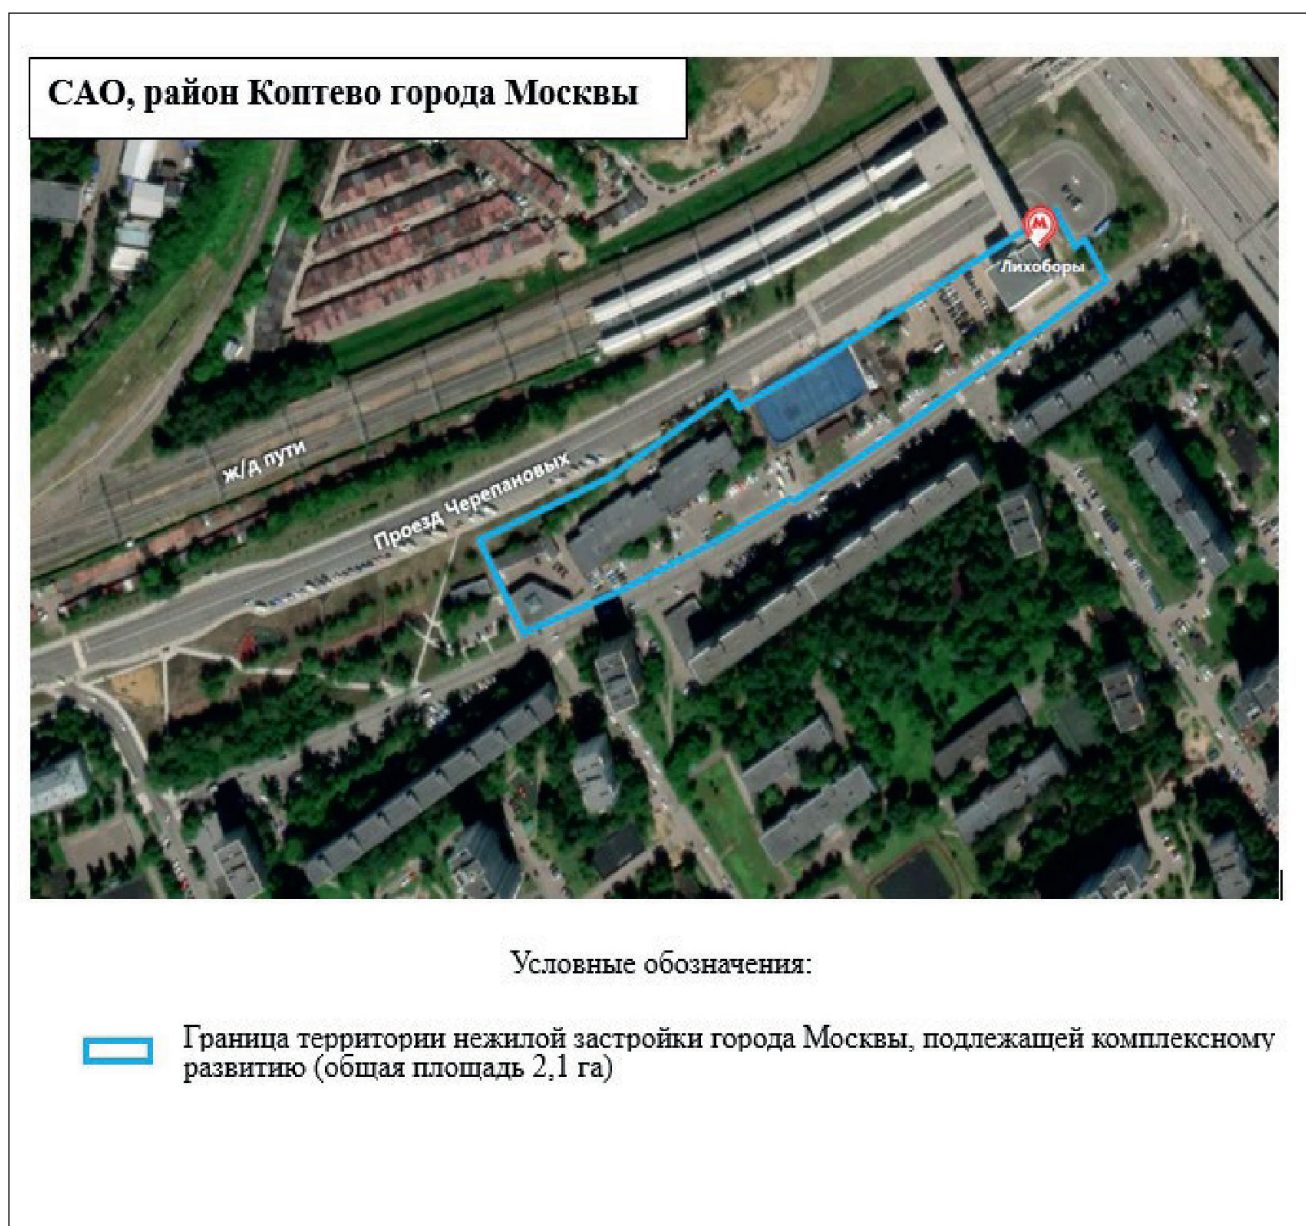 САО, район Коптево города Москвы
М
Лихоборы
ж/д пути
Проезд Черепановых
Условные обозначения:
Граница территории нежилой застройки города Москвы, подлежащей комплексному
развитию (общая площадь 2,1 га)